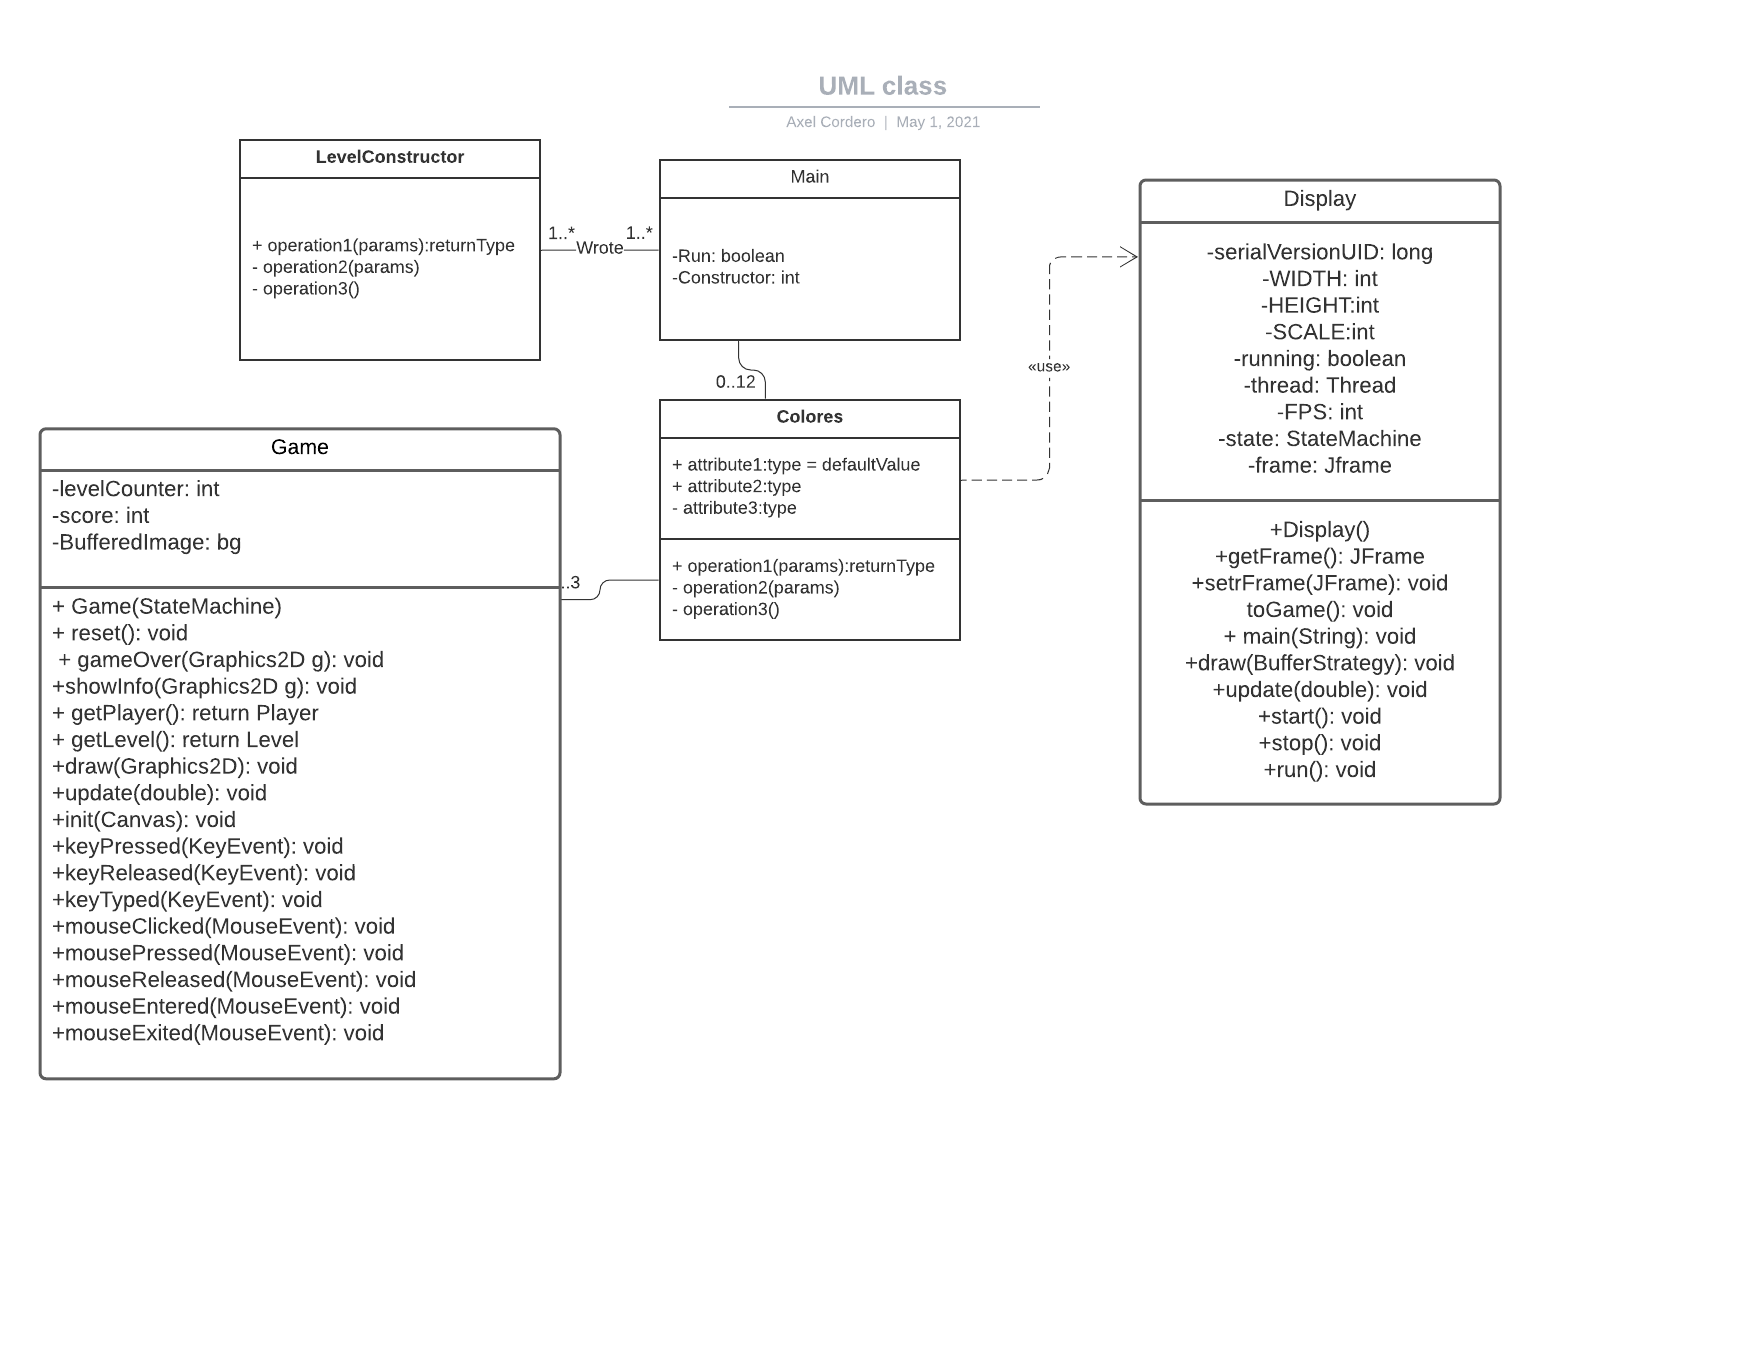 UML class
Axel Cordero | May 1, 2021
LevelConstructor
+ operation1(params):returnType
- operation2(params)
- operation3()
1..*
Wrote
1..*
Main
-Run: boolean
-Constructor: int
0..12
Colores
+ attribute1:type = defaultValue
+ attribute2:type
- attribute3:type
+ operation1(params):returnType
- operation2(params)
- operation3()
«use»
Display
-serialVersionUID: long
-WIDTH: int
-HEIGHT:int
-SCALE:int
-running: boolean
-thread: Thread
-FPS: int
-state: StateMachine
-frame: Jframe
+Display()
+getFrame(): JFrame
+setrFrame(JFrame): void
toGame(): void
+ main(String): void
+draw(BufferStrategy): void
+update(double): void
+start(): void
+stop(): void
+run(): void
Game
-levelCounter: int
-score: int
-BufferedImage: bg
..3
+ Game(StateMachine)
+ reset(): void
+ gameOver(Graphics2D g): void
+showInfo(Graphics2D g): void
+ getPlayer(): return Player
+ getLevel(): return Level
+draw(Graphics2D): void
+update(double): void
+init(Canvas): void
+keyPressed(KeyEvent): void
+keyReleased(KeyEvent): void
+keyTyped(KeyEvent): void
+mouseClicked(MouseEvent): void
+mousePressed(MouseEvent): void
+mouseReleased(MouseEvent): void
+mouseEntered(MouseEvent): void
+mouseExited(MouseEvent): void